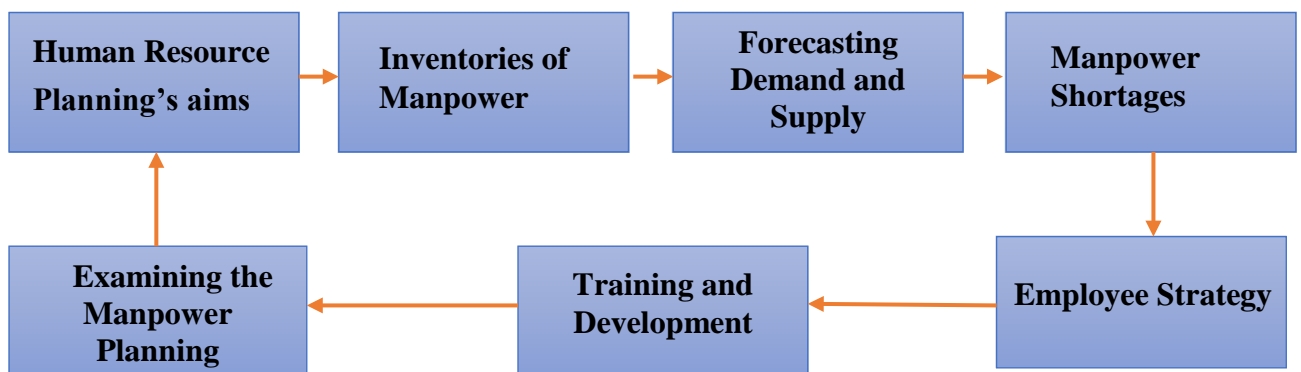 Human Resource
Planning’s aims
Inventories of
Manpower
Forecasting
Demand and
Supply
Manpower
Shortages
Employee Strategy
Training and
Development
Examining the
Manpower
Planning